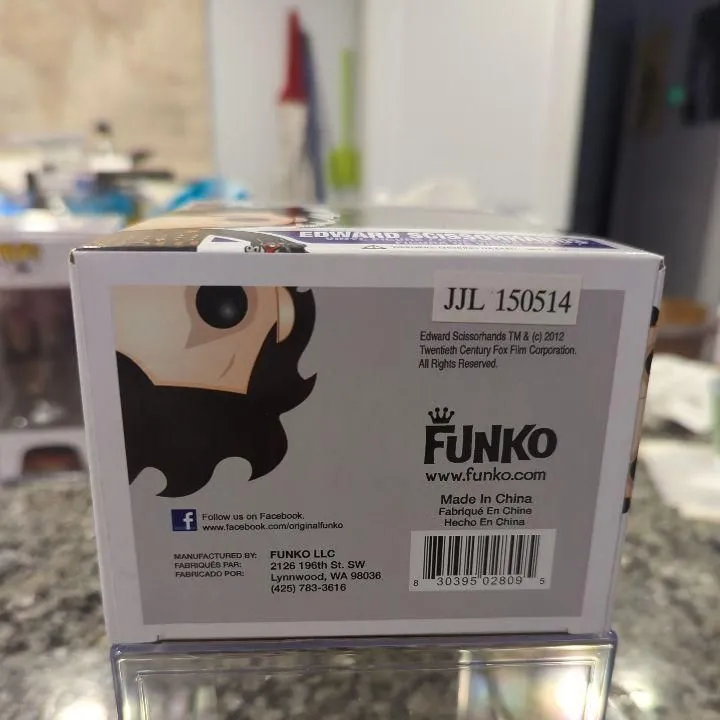 EDWARD SCISSORHANDS
JJL 150514
Edward Scissorhands TM & (c) 2012
Twentieth Century Fox Film Corporation.
All Rights Reserved.
FUNKO
www.funko.com
Made In China
Fabriqué En Chine
Hecho En China
f Follow us on Facebook.
www.facebook.com/originalfunko
MANUFACTURED BY:
FABRIQUÉS PAR:
FABRICADO POR:
FUNKO LLC
2126 196th St. SW
Lynnwood, WA 98036
(425) 783-3616
8 30395 02809 5